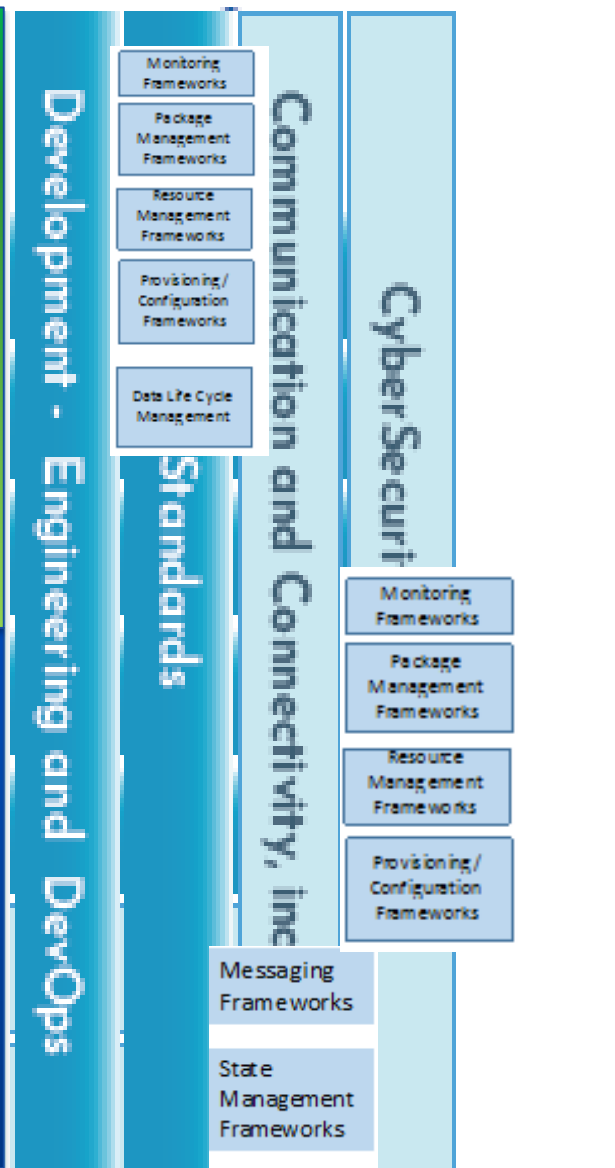 Development - Engineering and DevOps
Monitoring
Frameworks
Package
Management
Frameworks
Resource
Management
Frameworks
Provisioning/
Configuration
Frameworks
Data Life Cycle
Management
Standards
Communication and Connectivity, inc
CyberSecuri
Monitoring
Frameworks
Package
Management
Frameworks
Resource
Management
Frameworks
Provisioning/
Configuration
Frameworks
Messaging
Frameworks
State
Management
Frameworks